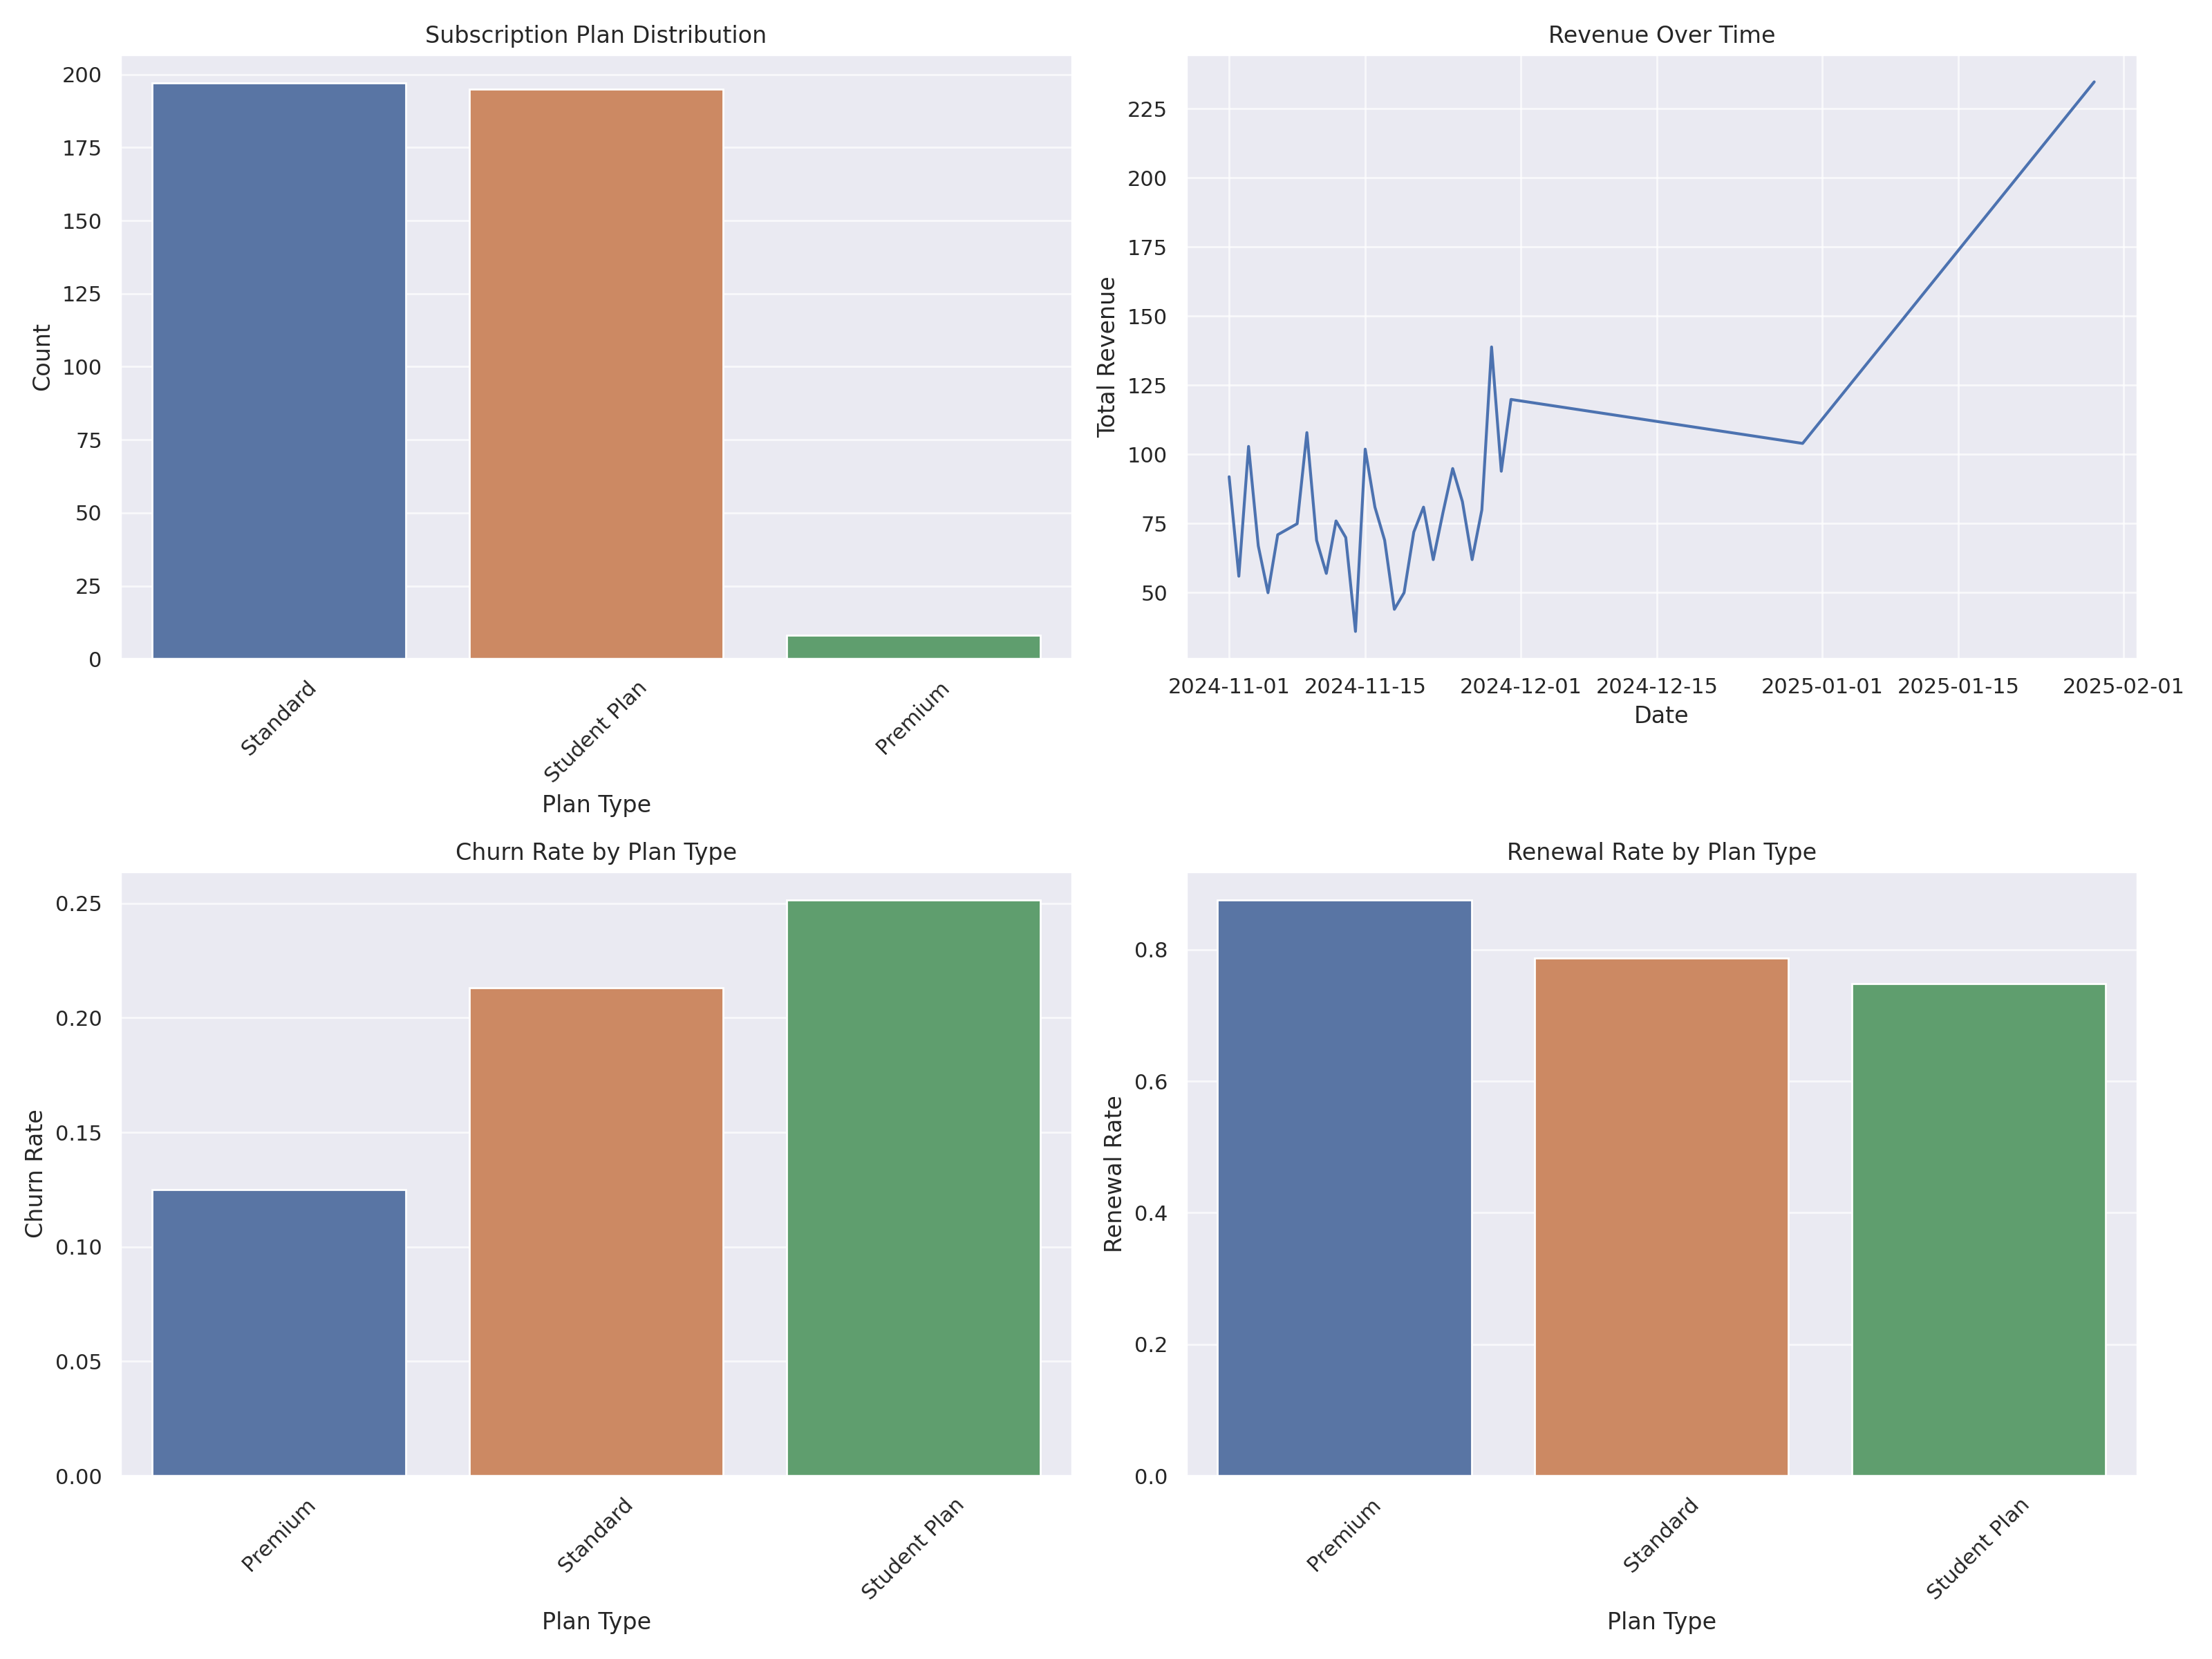 Subscription Plan Distribution
200
175
150
125
100
75
50
25
0
Count
Standard
Student Plan
Premium
Plan Type
Revenue Over Time
225
200
175
150
125
100
75
50
Total Revenue
2024-11-01
2024-11-15
2024-12-01
2024-12-15
2025-01-01
2025-01-15
2025-02-01
Date
Churn Rate by Plan Type
0.25
0.20
0.15
0.10
0.05
0.00
Churn Rate
Premium
Standard
Student Plan
Plan Type
Renewal Rate by Plan Type
0.8
0.6
0.4
0.2
0.0
Renewal Rate
Premium
Standard
Student Plan
Plan Type